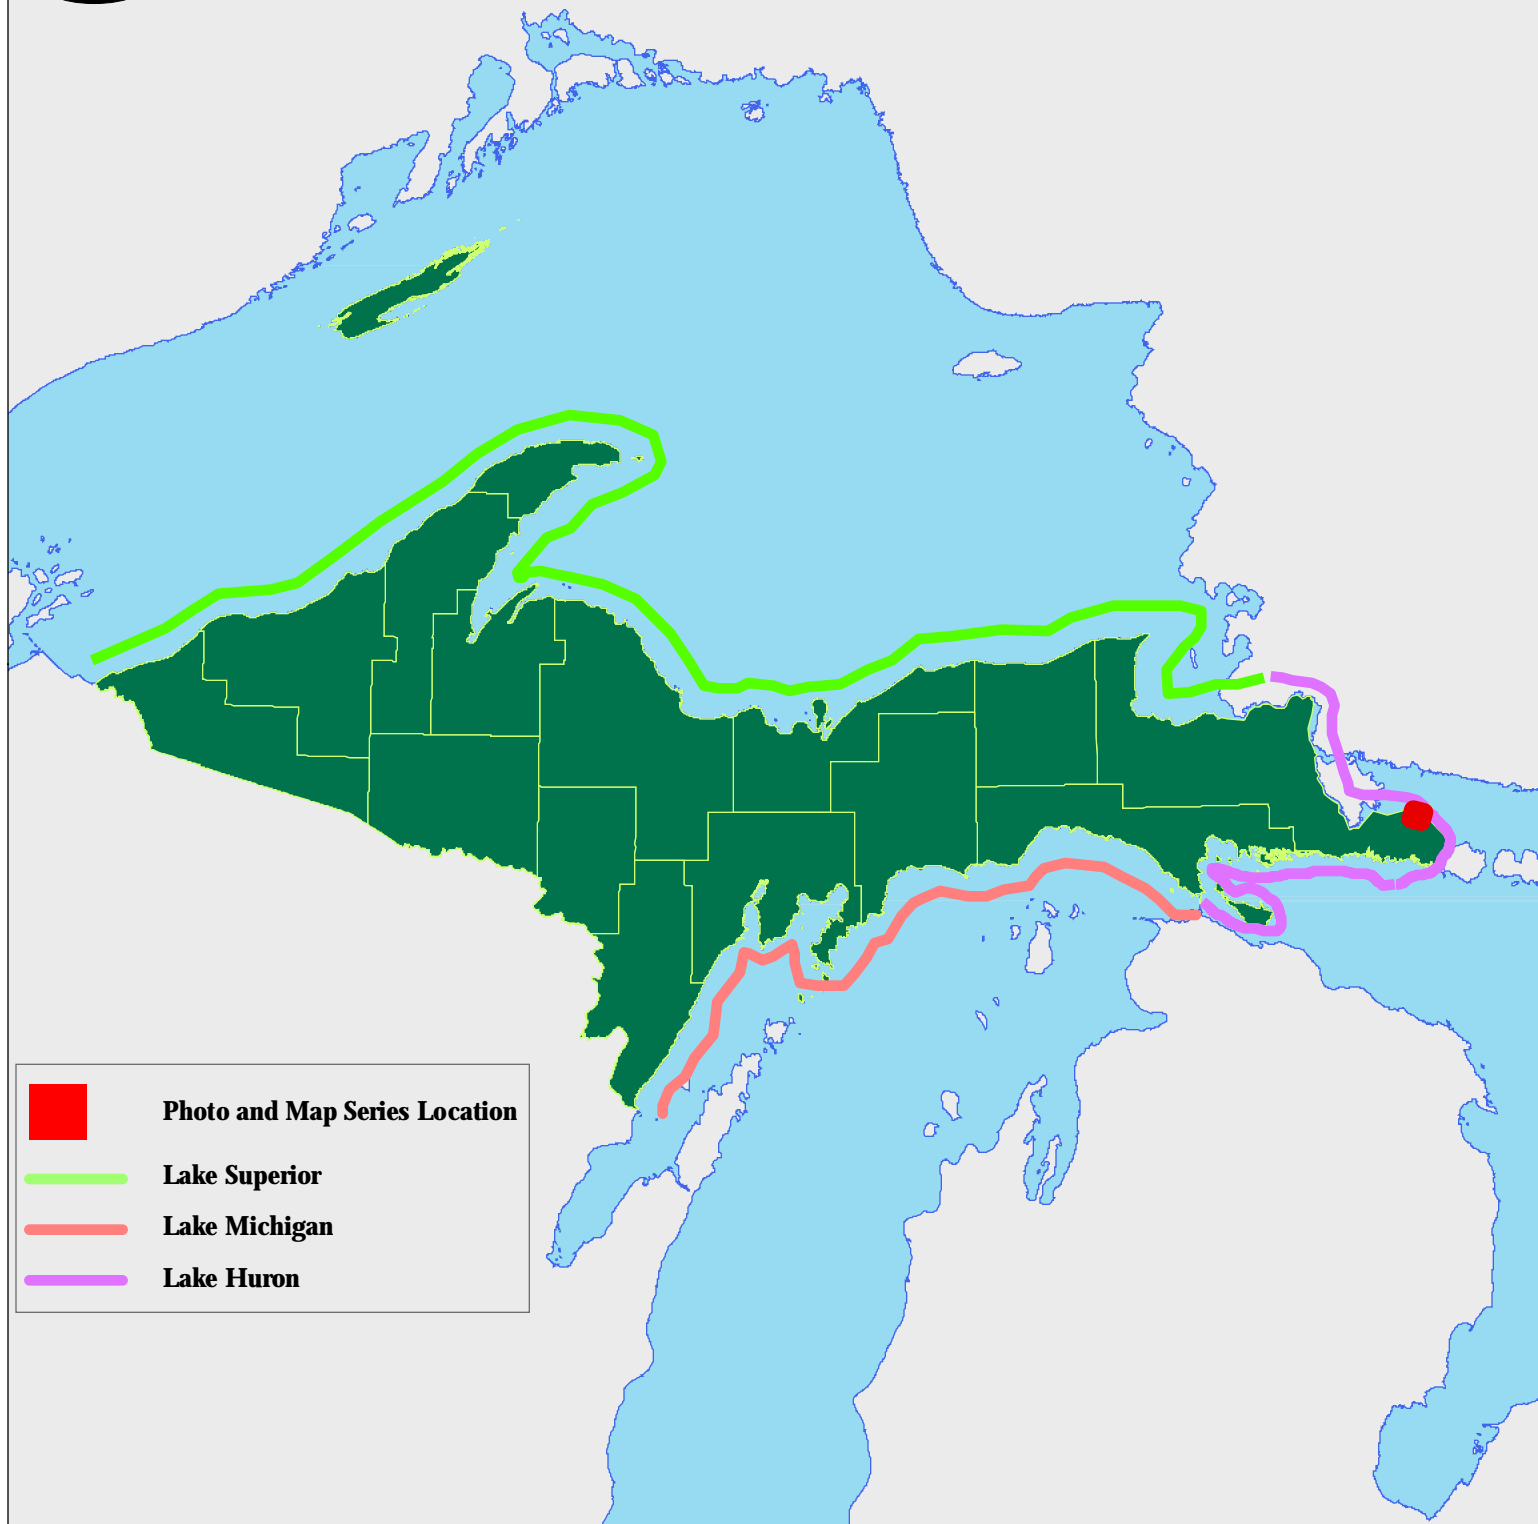 Photo and Map Series Location
Lake Superior
Lake Michigan
Lake Huron